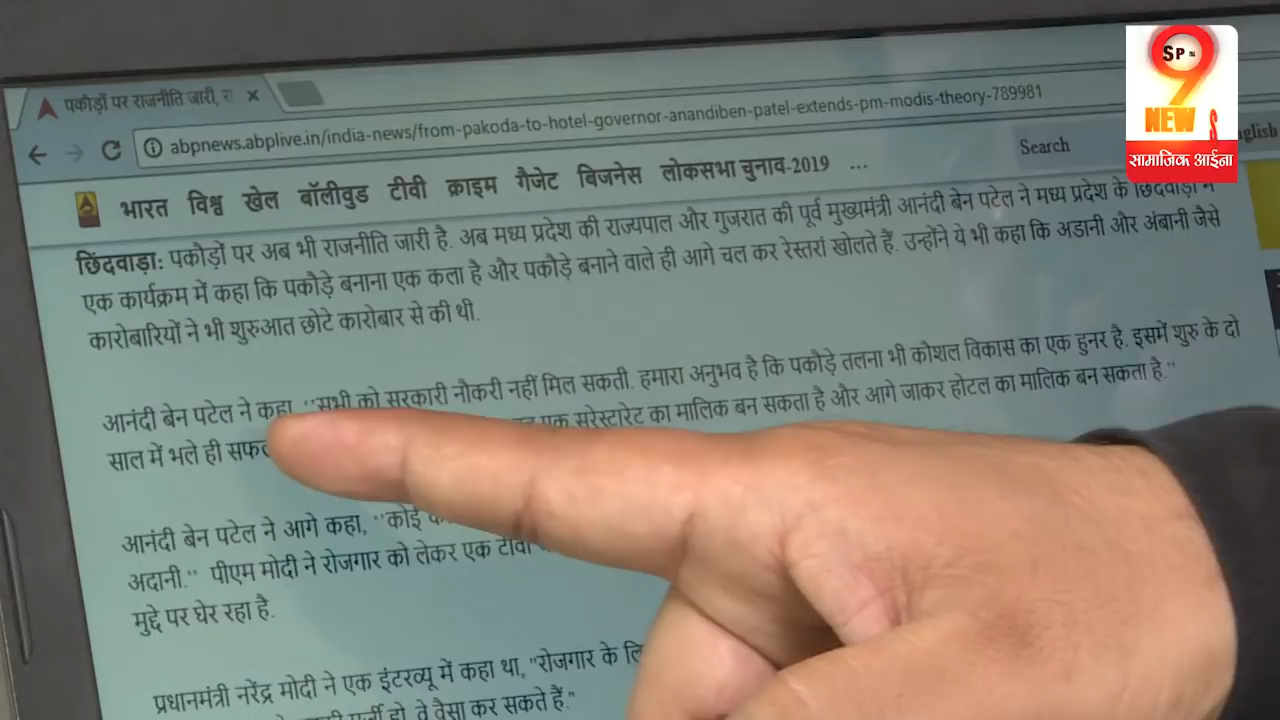 SP
9
NEWS
सामाजिक आईना
पकौड़ों पर राजनीति जारी, रा
abpnews.abplive.in/india-news/from-pakoda-to-hotel-governor-anandiben-patel-extends-pm-modis-theory-789981
Search
nglish
भारत विश्व खेल बॉलीवुड टीवी क्राइम गैजेट बिजनेस लोकसभा चुनाव-2019 ...
छिंदवाड़ा: पकौड़ों पर अब भी राजनीति जारी है. अब मध्य प्रदेश की राज्यपाल और गुजरात की पूर्व मुख्यमंत्री आनंदी बेन पटेल ने मध्य प्रदेश के छिंदवाड़ा में
एक कार्यक्रम में कहा कि पकौड़े बनाना एक कला है और पकौड़े बनाने वाले ही आगे चल कर रेस्तरां खोलते हैं. उन्होंने ये भी कहा कि अडानी और अंबानी जैसे
कारोबारियों ने भी शुरुआत छोटे कारोबार से की थी.
आनंदी बेन पटेल ने कहा, ''सभी को सरकारी नौकरी नहीं मिल सकती. हमारा अनुभव है कि पकौड़े तलना भी कौशल विकास का एक हुनर है. इसमें शुरु के दो
साल में भले ही सफल एक सरेस्टारेट का मालिक बन सकता है और आगे जाकर होटल का मालिक बन सकता है.''
आनंदी बेन पटेल ने आगे कहा, ''कोई
अदानी.'' पीएम मोदी ने रोजगार को लेकर एक टीवी
मुद्दे पर घेर रहा है.
प्रधानमंत्री नरेंद्र मोदी ने एक इंटरव्यू में कहा था, "रोजगार के लि
मर्जी हो, वे वैसा कर सकते हैं."